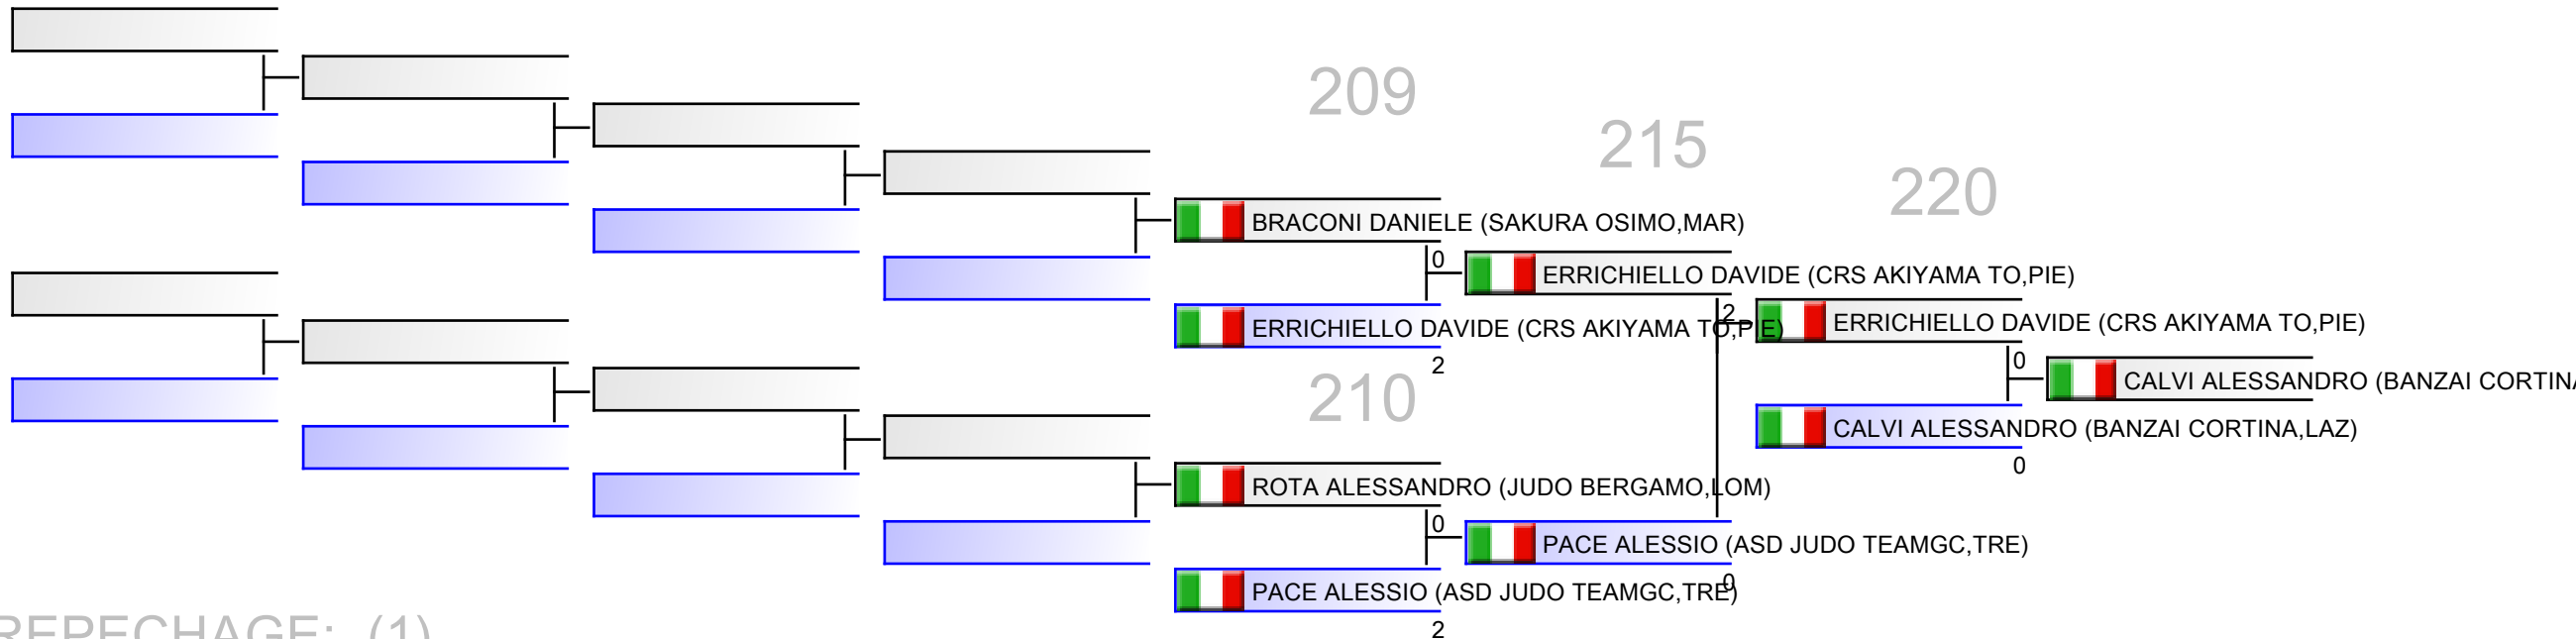 209
215
220
BRACONI DANIELE (SAKURA OSIMO,MAR)
0
ERRICHIELLO DAVIDE (CRS AKIYAMA TO,PIE)
2
ERRICHIELLO DAVIDE (CRS AKIYAMA TO,PIE)
ERRICHIELLO DAVIDE (CRS AKIYAMA TO,PIE)
2
0
CALVI ALESSANDRO (BANZAI CORTINA
210
CALVI ALESSANDRO (BANZAI CORTINA,LAZ)
0
ROTA ALESSANDRO (JUDO BERGAMO,LOM)
0
PACE ALESSIO (ASD JUDO TEAMGC,TRE)
0
PACE ALESSIO (ASD JUDO TEAMGC,TRE)
2
REPECHAGE: (1)